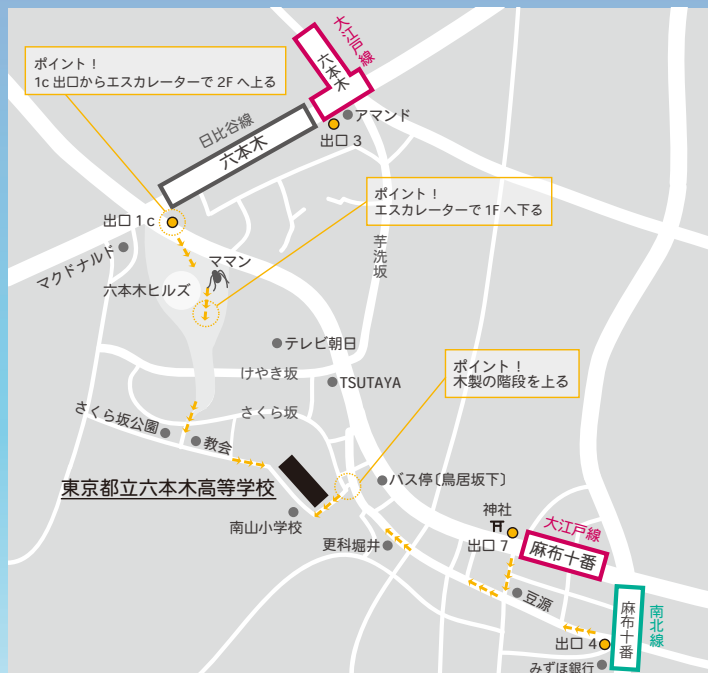 大江戸線
六本木
ポイント！
1c 出口からエスカレーターで 2F へ上る
アマンド
日比谷線
六本木
出口 3
ポイント！
エスカレーターで 1F へ下る
出口 1c
芋洗坂
マクドナルド
ママン
六本木ヒルズ
テレビ朝日
けやき坂
TSUTAYA
ポイント！
木製の階段を上る
さくら坂公園
さくら坂
教会
東京都立六本木高等学校
バス停〔鳥居坂下〕
南山小学校
神社
大江戸線
更科堀井
出口 7
麻布十番
豆源
麻布十番
南北線
出口 4
みずほ銀行